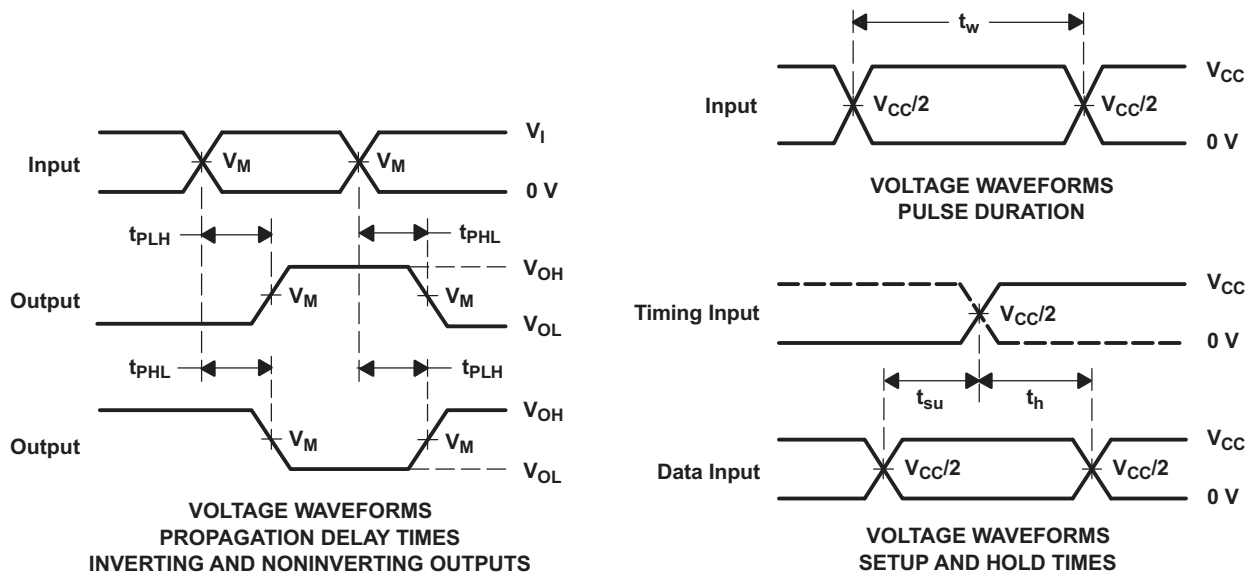 Input
V_M
V_M
V_I
0 V
t_PLH
t_PHL
Output
V_M
V_M
V_OH
V_OL
t_PHL
t_PLH
Output
V_M
V_M
V_OH
V_OL
VOLTAGE WAVEFORMS
PROPAGATION DELAY TIMES
INVERTING AND NONINVERTING OUTPUTS
t_w
Input
V_CC/2
V_CC/2
V_CC
0 V
VOLTAGE WAVEFORMS
PULSE DURATION
Timing Input
V_CC/2
V_CC
0 V
t_su
t_h
Data Input
V_CC/2
V_CC/2
V_CC
0 V
VOLTAGE WAVEFORMS
SETUP AND HOLD TIMES